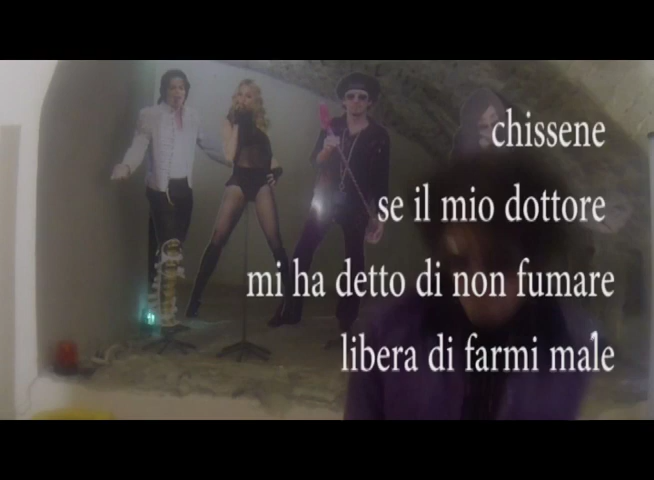 chissene
se il mio dottore
mi ha detto di non fumare
libera di farmi male